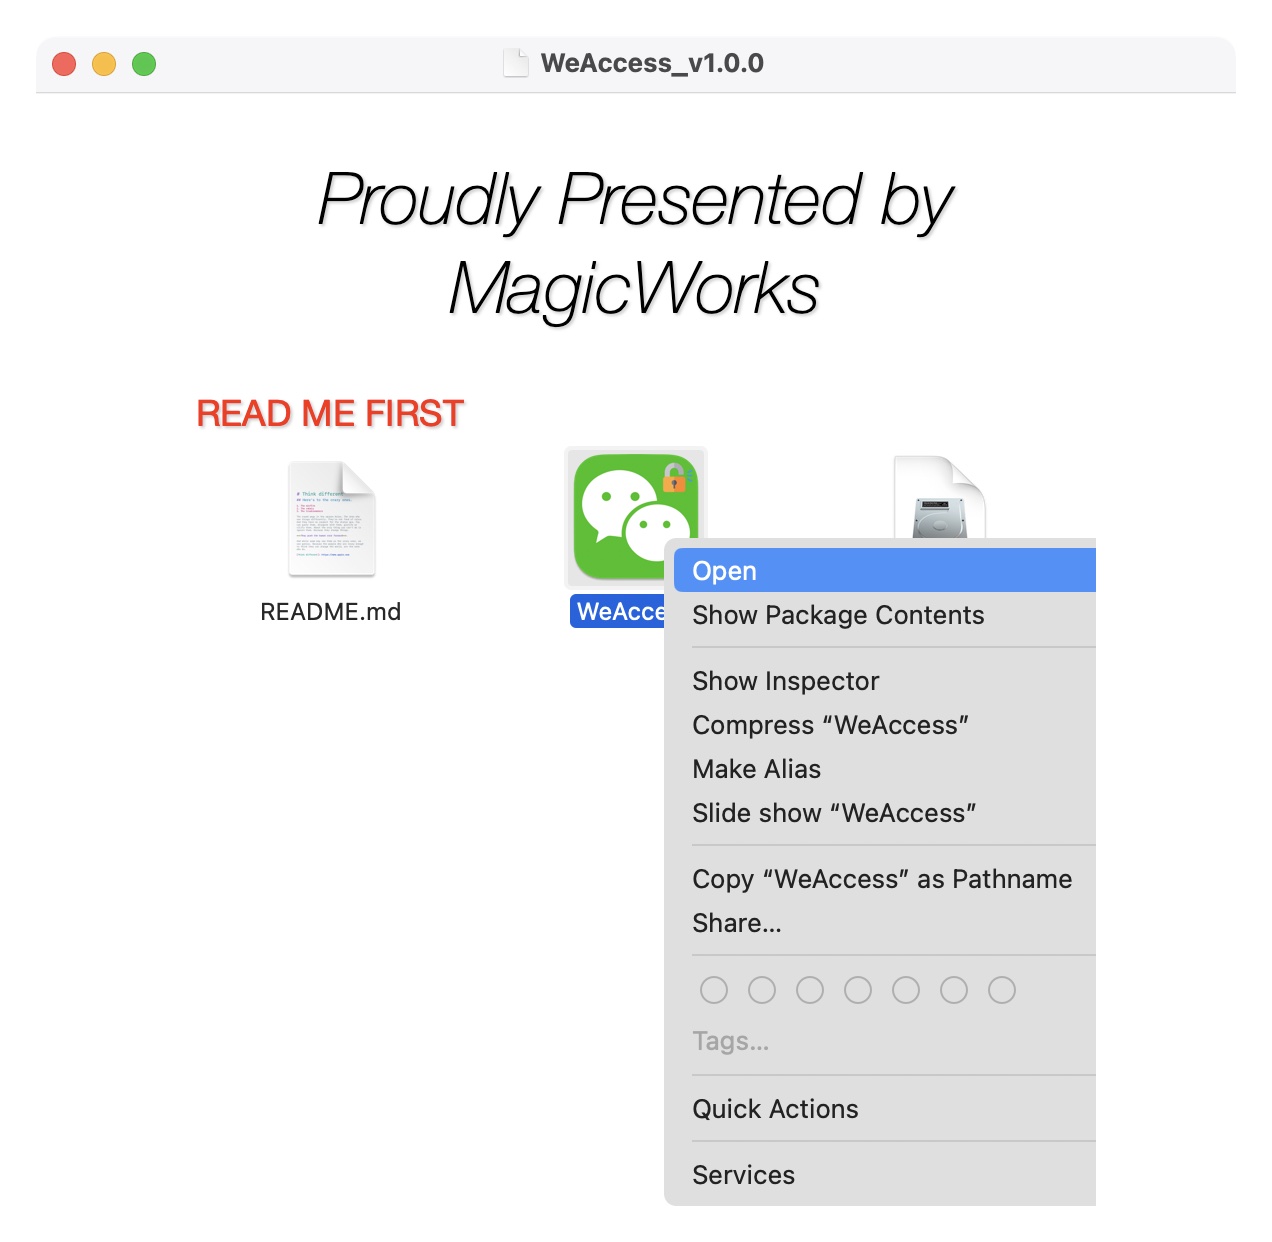 WeAccess_v1.0.0
Proudly Presented by
MagicWorks
READ ME FIRST
README.md
WeAcce
Open
Show Package Contents
Show Inspector
Compress “WeAccess”
Make Alias
Slide show “WeAccess”
Copy “WeAccess” as Pathname
Share...
Tags...
Quick Actions
Services